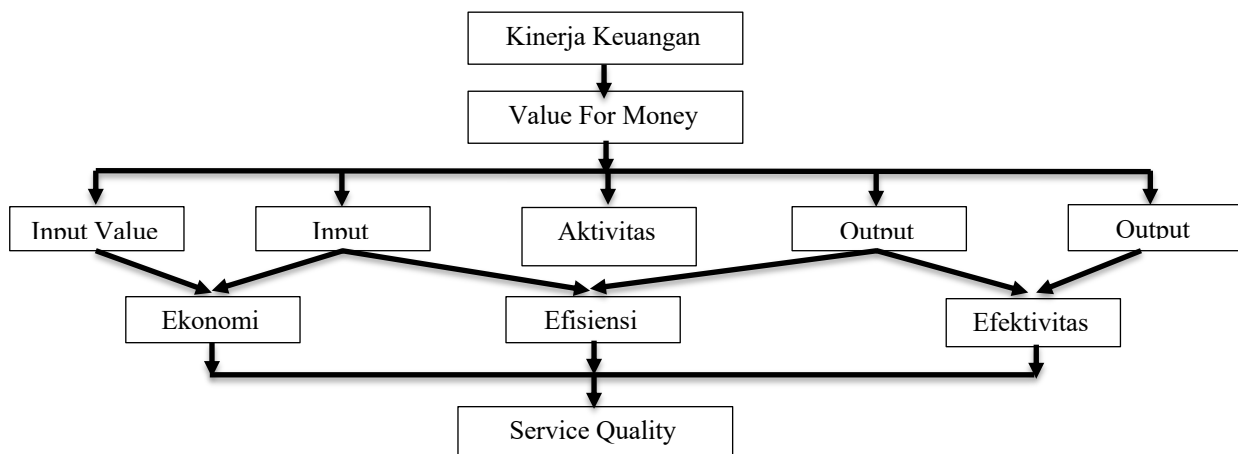 Kinerja Keuangan
Value For Money
Input Value
Input
Aktivitas
Output
Output
Ekonomi
Efisiensi
Efektivitas
Service Quality